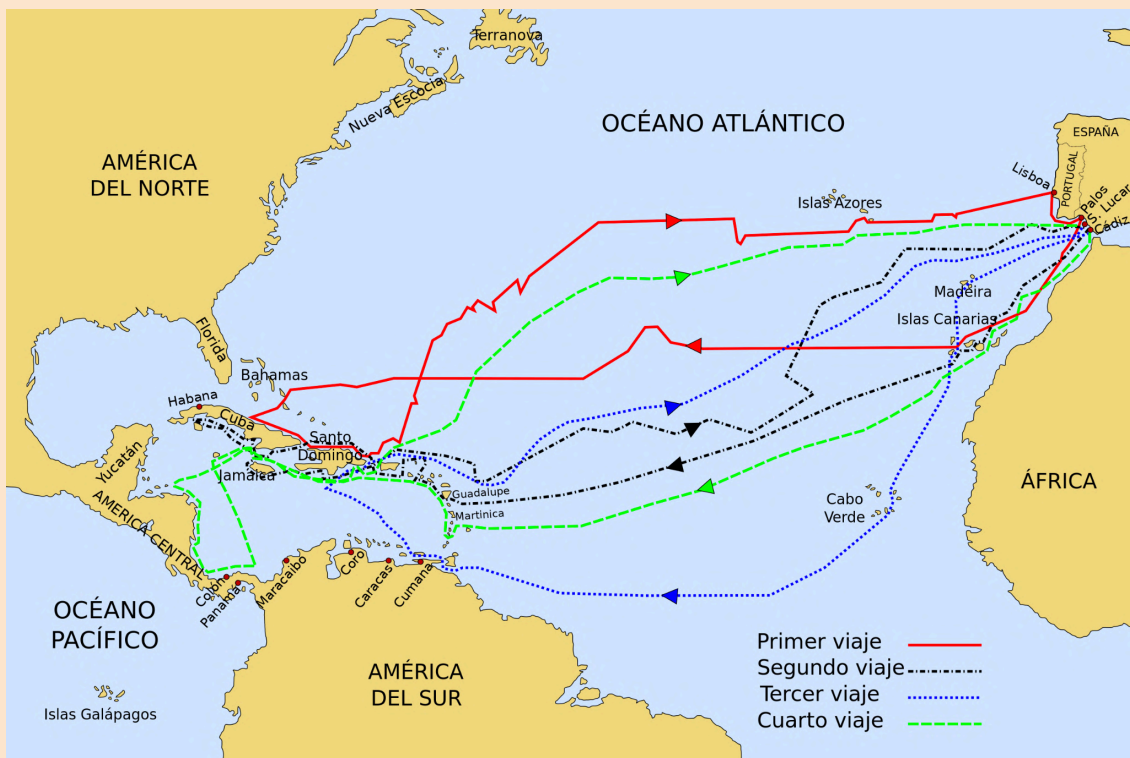 Terranova
Nueva Escocia
OCÉANO ATLÁNTICO
ESPAÑA
PORTUGAL
AMÉRICA
DEL NORTE
Lisboa
Palos
S. Lucar
Cádiz
Islas Azores
Madeira
Islas Canarias
Florida
Bahamas
Habana
Cuba
Santo
Domingo
Yucatán
Jamaica
Guadalupe
Martinica
Cabo
Verde
ÁFRICA
AMERICA CENTRAL
Colón
Panamá
Maracaibo
Coro
Caracas
Cumana
OCÉANO
PACÍFICO
AMÉRICA
DEL SUR
Islas Galápagos
Primer viaje
Segundo viaje
Tercer viaje
Cuarto viaje